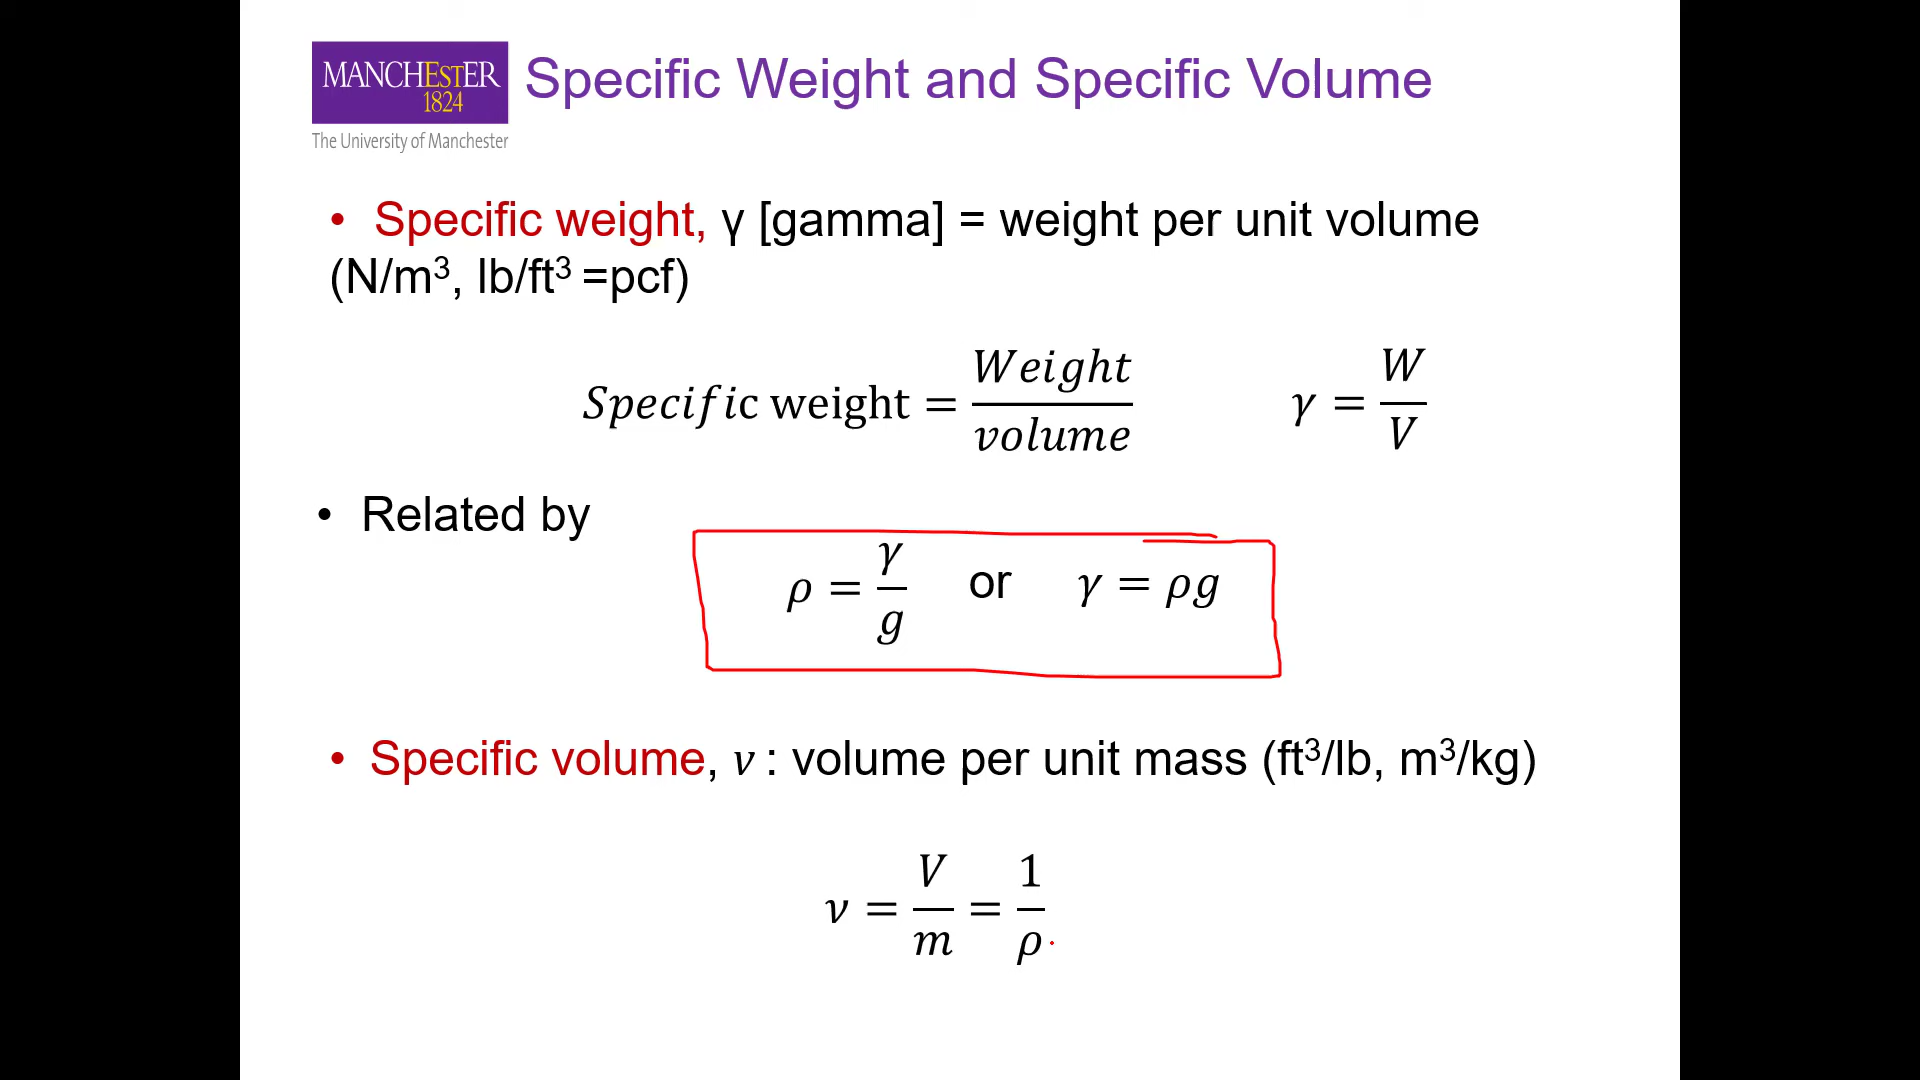 MANCHESTER
1824
The University of Manchester
Specific Weight and Specific Volume
• Specific weight, γ [gamma] = weight per unit volume
(N/m³, lb/ft³ =pcf)
Specific weight = Weight / volume    γ = W / V
• Related by
ρ = γ / g    or    γ = ρg
• Specific volume, ν : volume per unit mass (ft³/lb, m³/kg)
ν = V / m = 1 / ρ